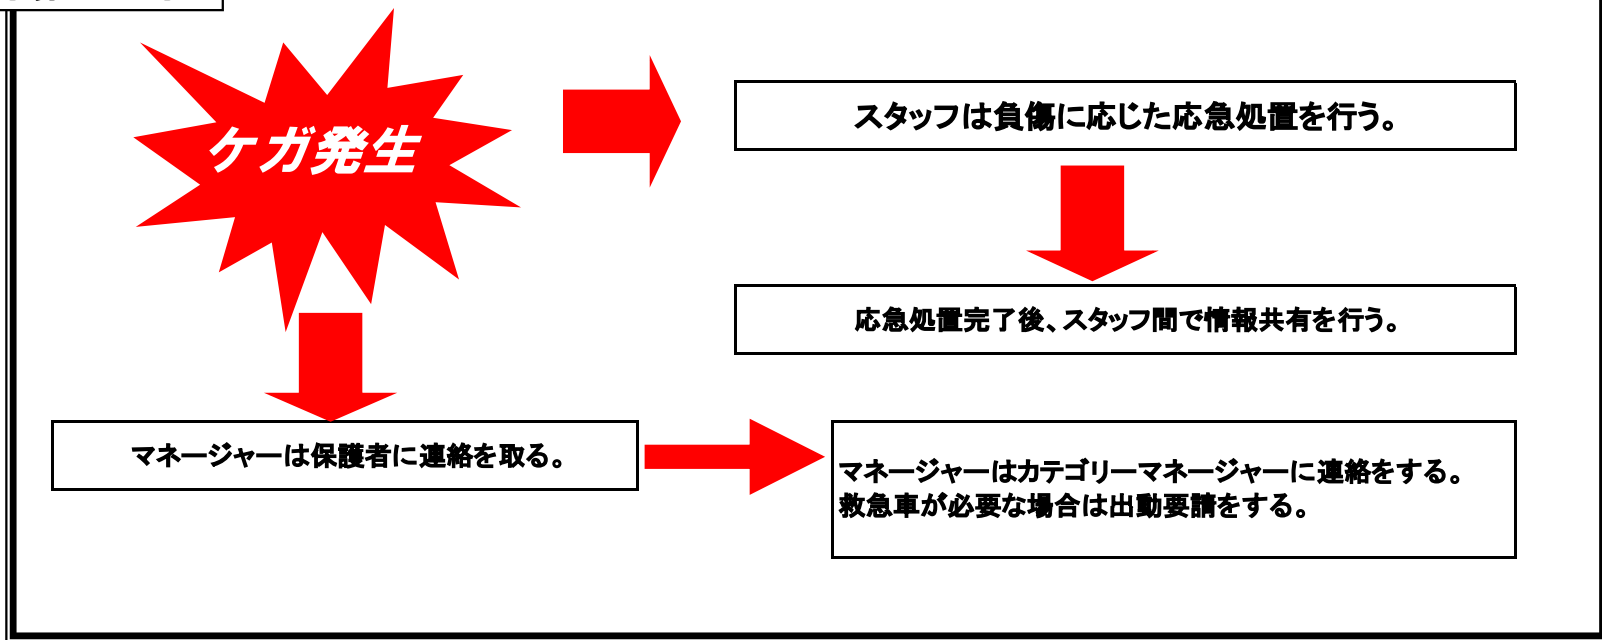 ケガ発生
スタッフは負傷に応じた応急処置を行う。
応急処置完了後、スタッフ間で情報共有を行う。
マネージャーは保護者に連絡を取る。
マネージャーはカテゴリーマネージャーに連絡をする。
救急車が必要な場合は出動要請をする。